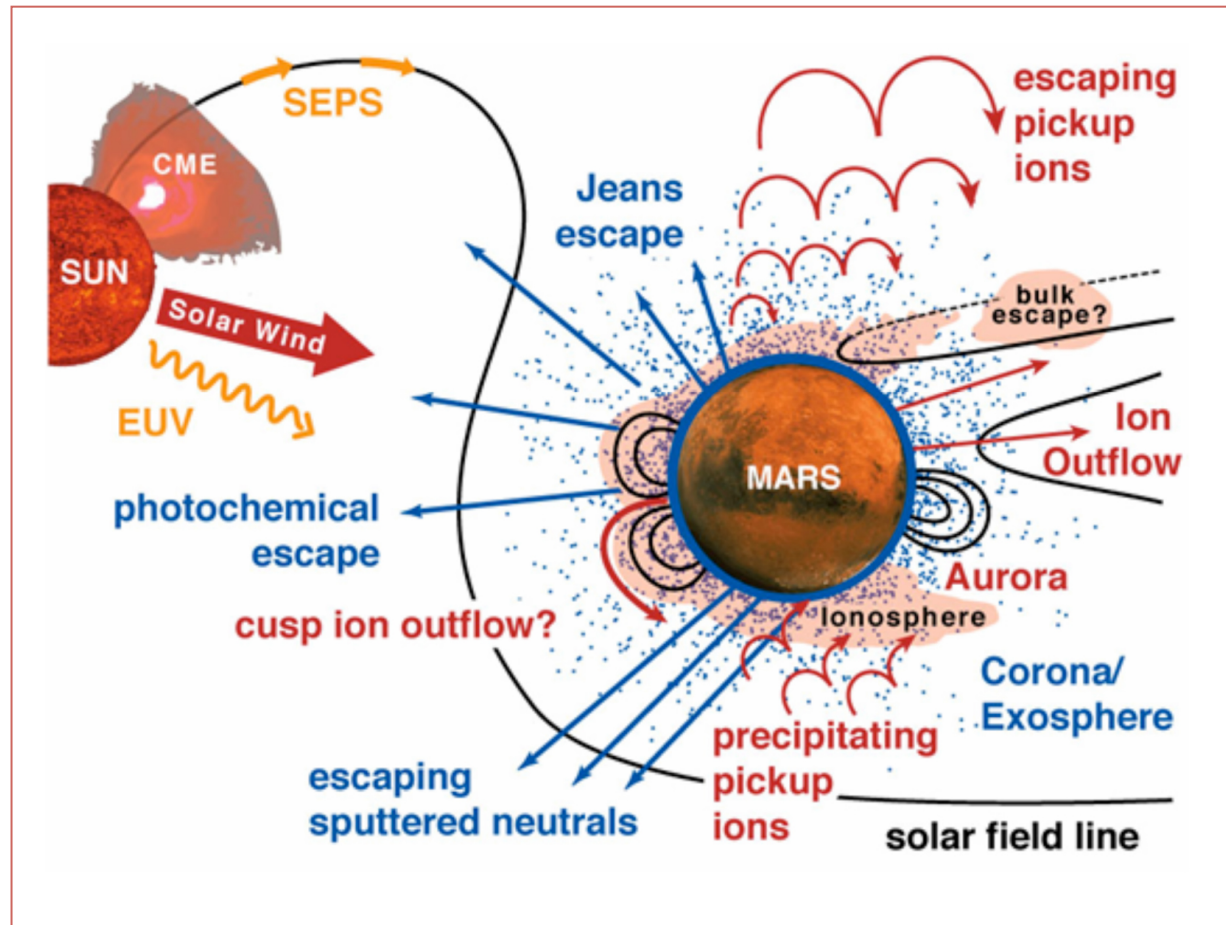 SEPS
CME
SUN
Solar Wind
EUV
Jeans
escape
escaping
pickup
ions
bulk
escape?
Ion
Outflow
MARS
photochemical
escape
cusp ion outflow?
Aurora
Ionosphere
Corona/
Exosphere
precipitating
pickup
ions
escaping
sputtered neutrals
solar field line